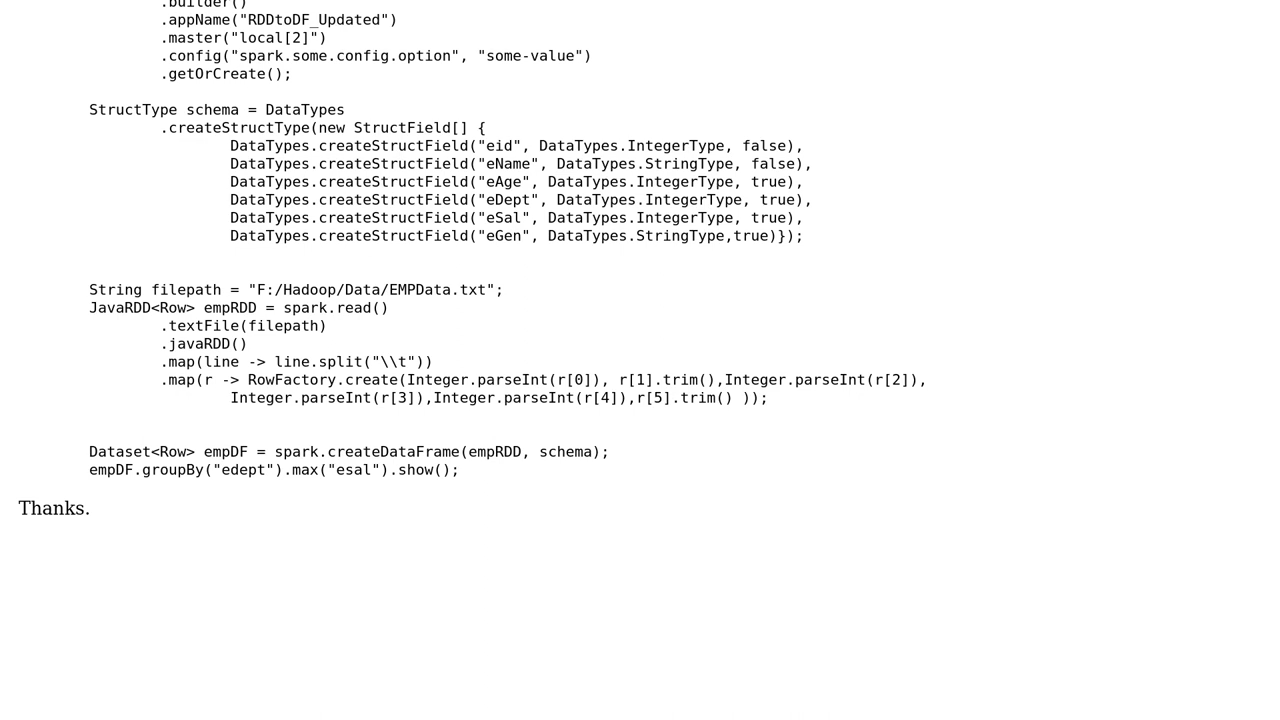 .builder()
.appName("RDDtoDF_Updated")
.master("local[2]")
.config("spark.some.config.option", "some-value")
.getOrCreate();
StructType schema = DataTypes
.createStructType(new StructField[] {
DataTypes.createStructField("eid", DataTypes.IntegerType, false),
DataTypes.createStructField("eName", DataTypes.StringType, false),
DataTypes.createStructField("eAge", DataTypes.IntegerType, true),
DataTypes.createStructField("eDept", DataTypes.IntegerType, true),
DataTypes.createStructField("eSal", DataTypes.IntegerType, true),
DataTypes.createStructField("eGen", DataTypes.StringType,true)});
String filepath = "F:/Hadoop/Data/EMPData.txt";
JavaRDD<Row> empRDD = spark.read()
.textFile(filepath)
.javaRDD()
.map(line -> line.split("\\t"))
.map(r -> RowFactory.create(Integer.parseInt(r[0]), r[1].trim(),Integer.parseInt(r[2]),
Integer.parseInt(r[3]),Integer.parseInt(r[4]),r[5].trim() ));
Dataset<Row> empDF = spark.createDataFrame(empRDD, schema);
empDF.groupBy("edept").max("esal").show();
Thanks.